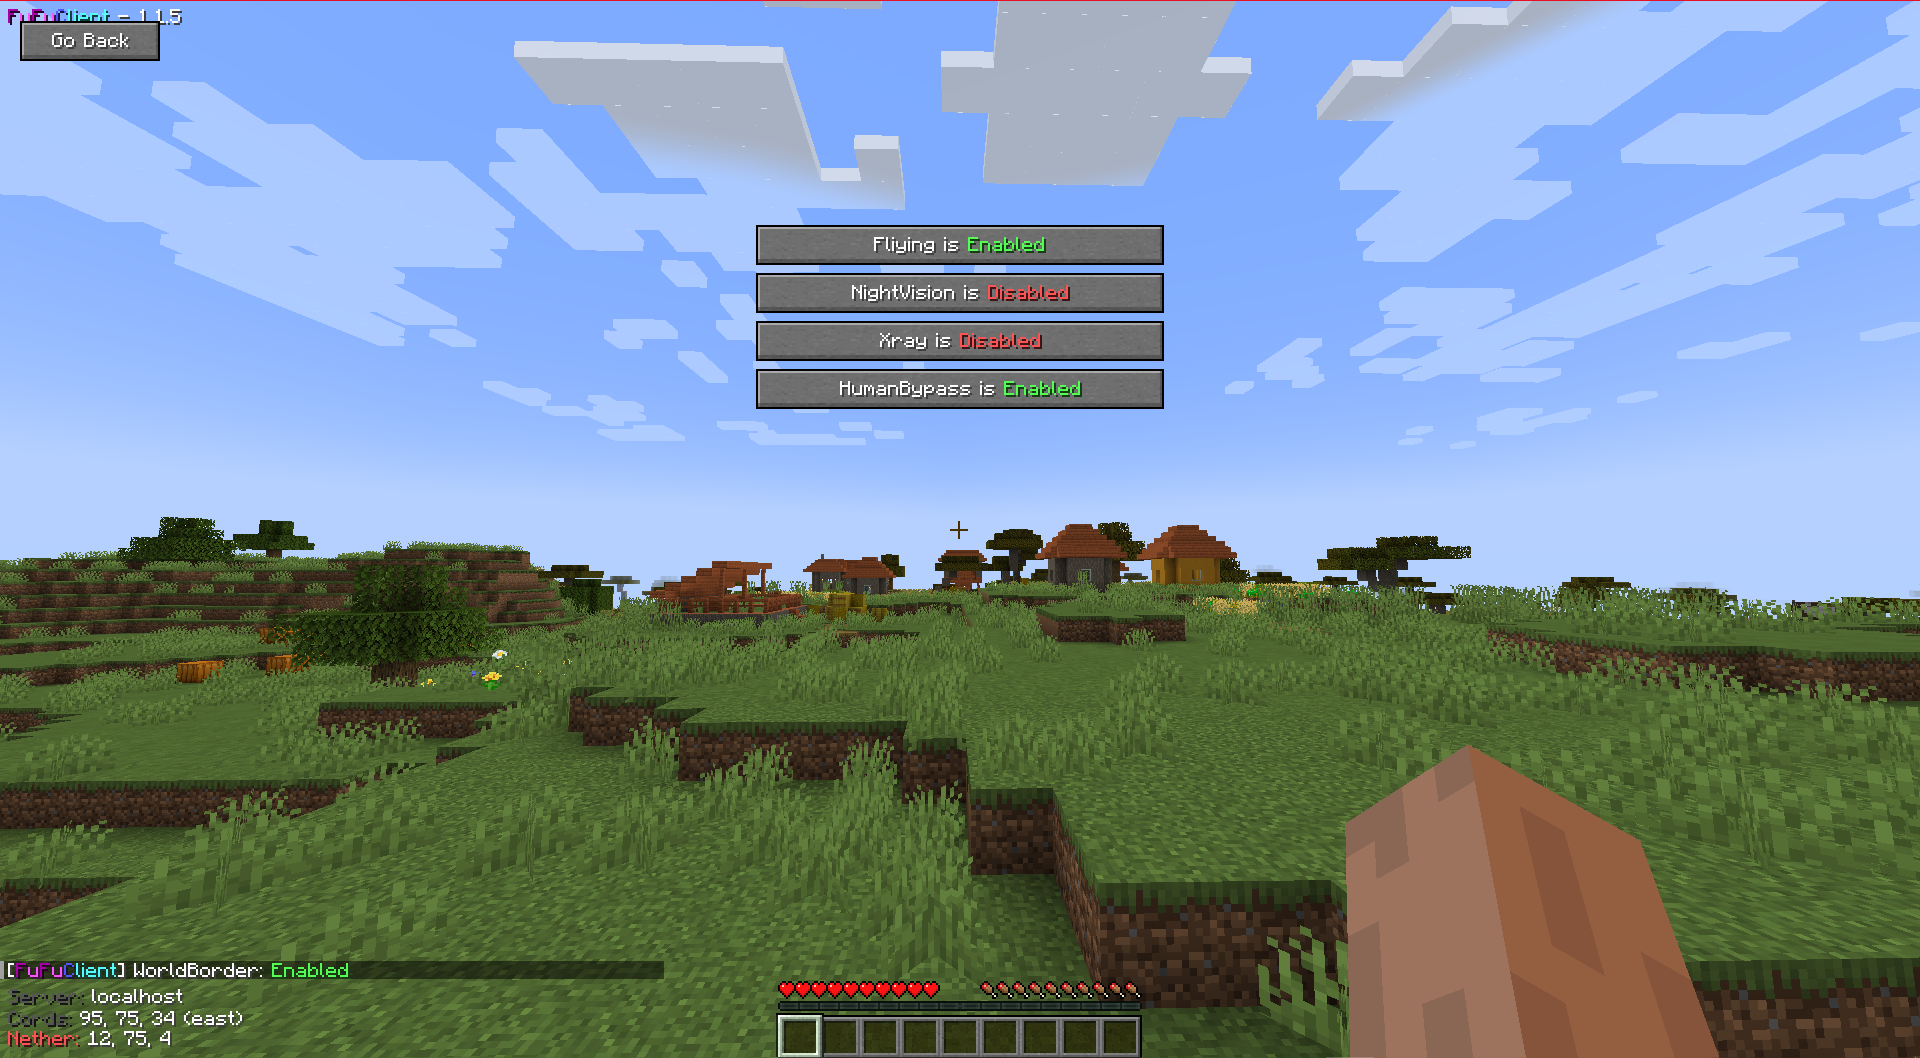 FuFuClient - 1.1.5
Go Back
Fliying is Enabled
NightVision is Disabled
Xray is Disabled
HumanBypass is Enabled
[FuFuClient] WorldBorder: Enabled
Server: localhost
Cords: 95, 75, 34 (east)
Nether: 12, 75, 4